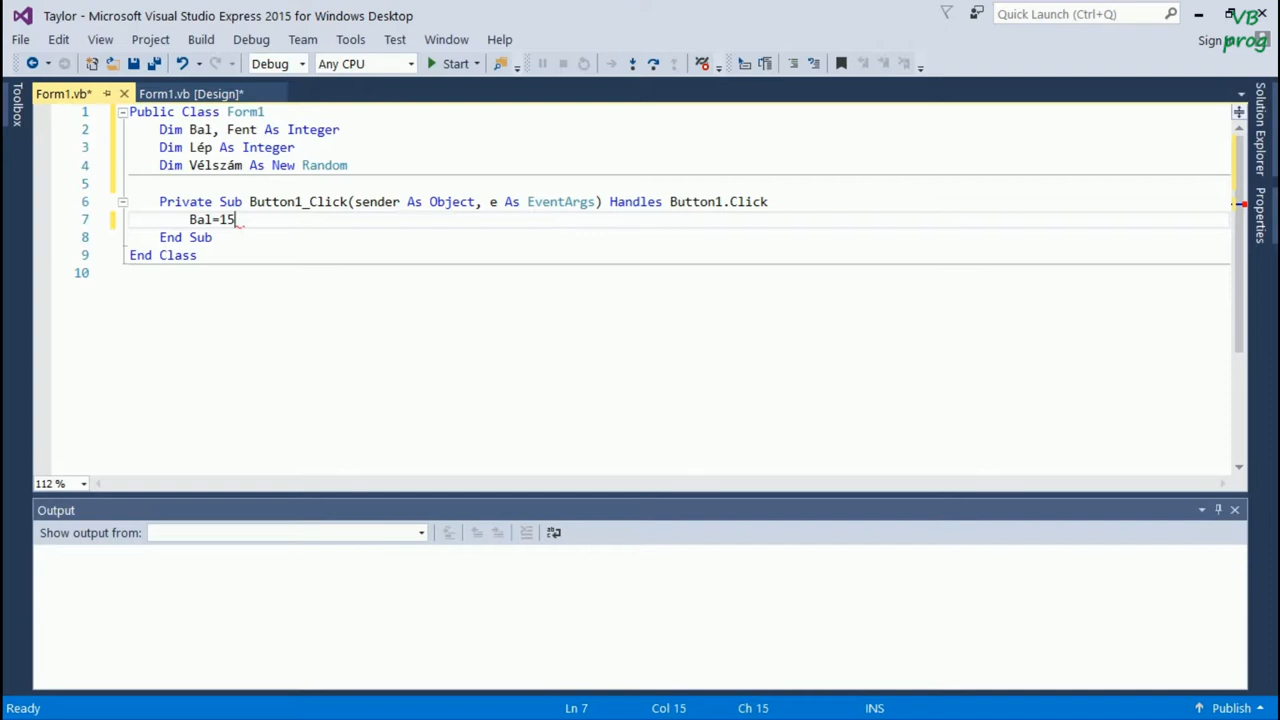 Taylor - Microsoft Visual Studio Express 2015 for Windows Desktop
Quick Launch (Ctrl+Q)
VB
prog
File Edit View Project Build Debug Team Tools Test Window Help
Sign
Debug Any CPU Start
Form1.vb* Form1.vb [Design]*
Toolbox
Solution Explorer
Properties
1 Public Class Form1
2 Dim Bal, Fent As Integer
3 Dim Lép As Integer
4 Dim Vélszám As New Random
5
6 Private Sub Button1_Click(sender As Object, e As EventArgs) Handles Button1.Click
7 Bal=15
8 End Sub
9 End Class
10
112 %
Output
Show output from:
Ready Ln 7 Col 15 Ch 15 INS Publish